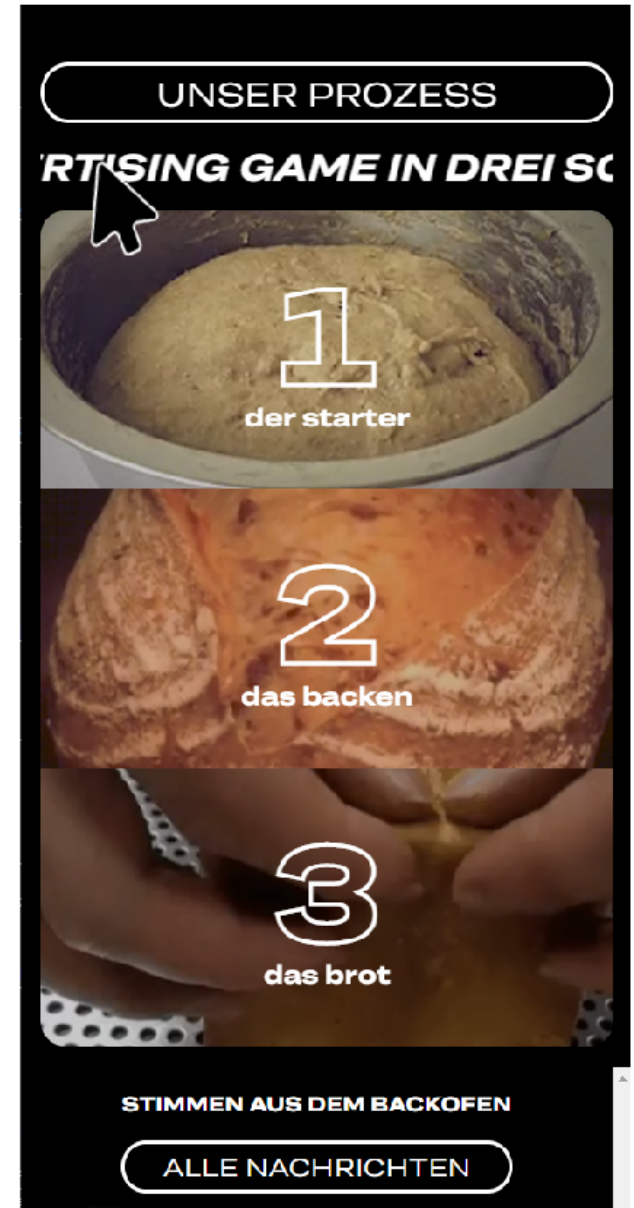 UNSER PROZESS
RTISING GAME IN DREI SC
1
der starter
2
das backen
3
das brot
STIMMEN AUS DEM BACKOFEN
ALLE NACHRICHTEN